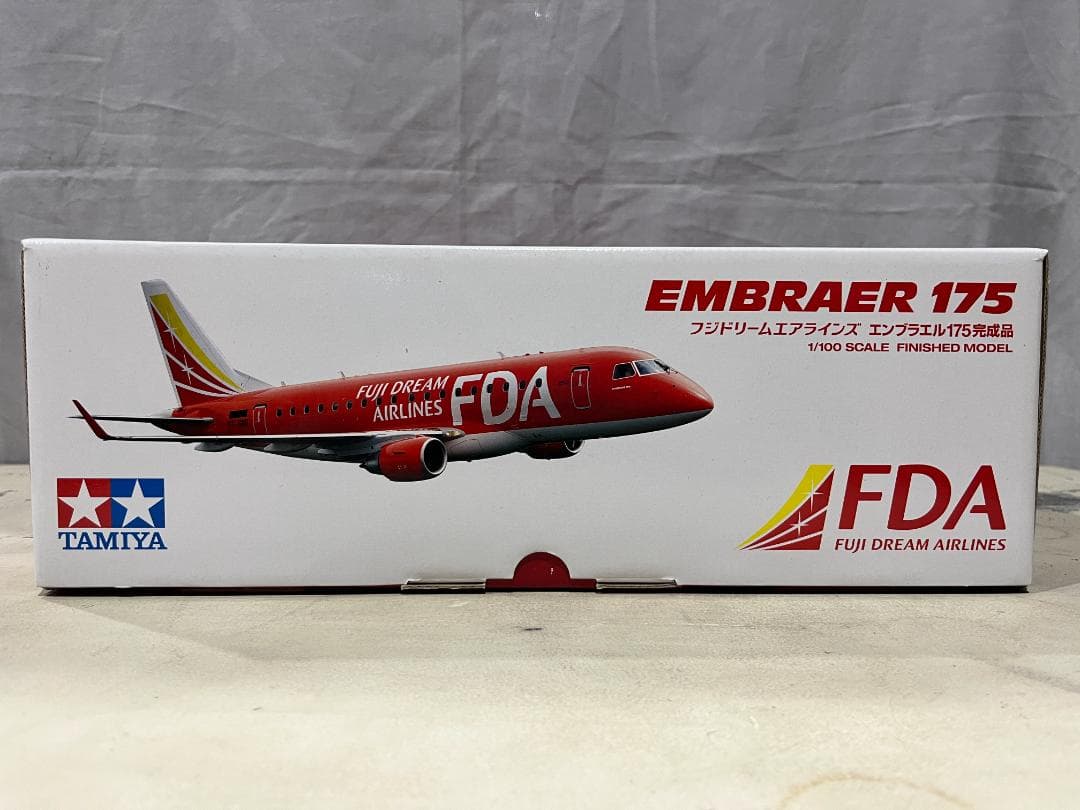 EMBRAER 175
フジドリームエアラインズ エンブラエル175完成品
1/100 SCALE FINISHED MODEL
FUJI DREAM
AIRLINES
FDA
TAMIYA
FDA
FUJI DREAM AIRLINES